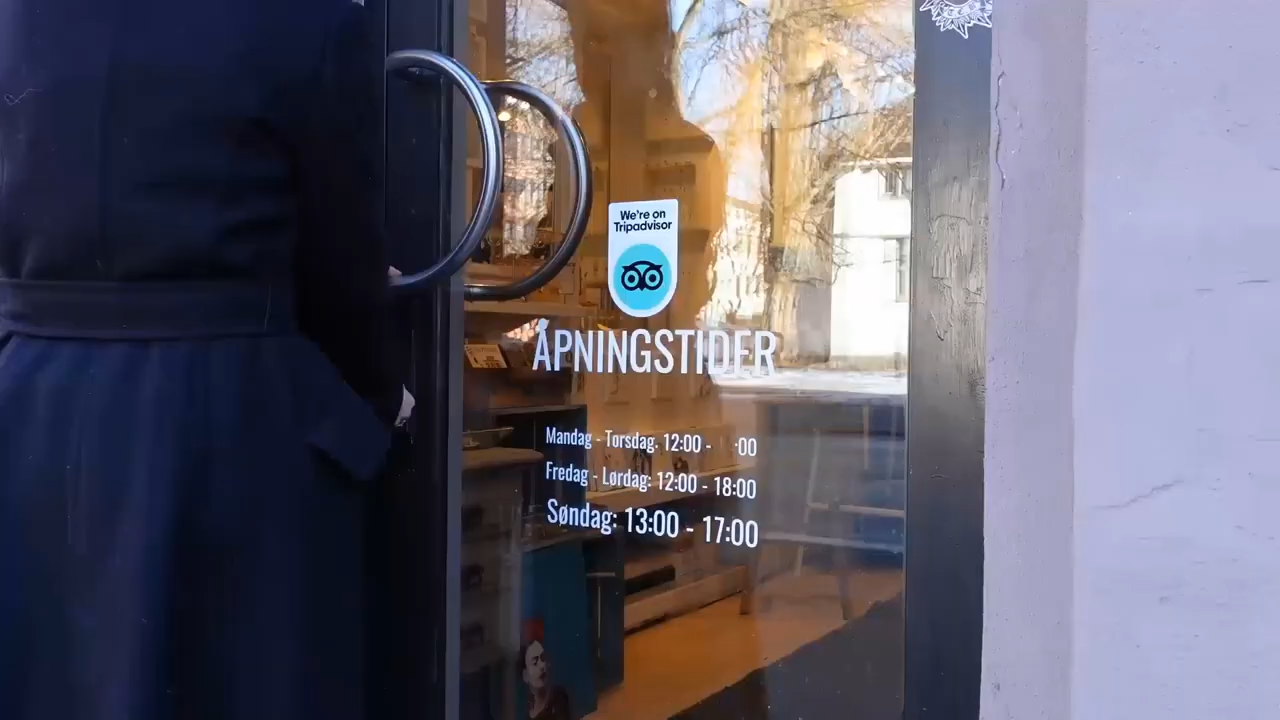 We're on
Tripadvisor
ÅPNINGSTIDER
Mandag - Torsdag: 12:00 - :00
Fredag - Lørdag: 12:00 - 18:00
Søndag: 13:00 - 17:00